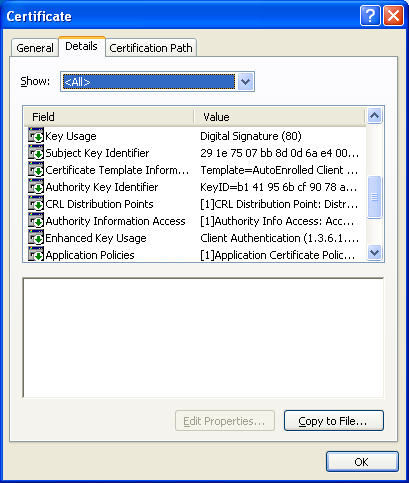 Certificate
General Details Certification Path
Show: <All>
Field Value
Key Usage Digital Signature (80)
Subject Key Identifier 29 1e 75 07 bb 8d 0d 6a e4 00...
Certificate Template Inform... Template=AutoEnrolled Client ...
Authority Key Identifier KeyID=b1 41 95 6b cf 90 78 a...
CRL Distribution Points [1]CRL Distribution Point: Distr...
Authority Information Access [1]Authority Info Access: Acc...
Enhanced Key Usage Client Authentication (1.3.6.1....
Application Policies [1]Application Certificate Polic...
Edit Properties... Copy to File...
OK